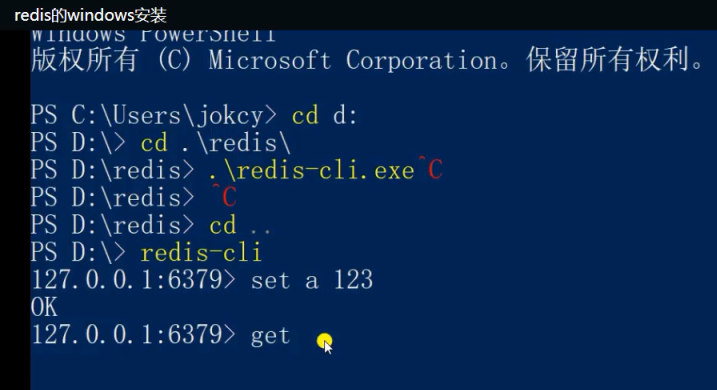 redis的windows安装
Windows PowerShell
版权所有 (C) Microsoft Corporation。保留所有权利。
PS C:\Users\jokcy> cd d:
PS D:\> cd .\redis\
PS D:\redis> .\redis-cli.exe^C
PS D:\redis> ^C
PS D:\redis> cd ..
PS D:\> redis-cli
127.0.0.1:6379> set a 123
OK
127.0.0.1:6379> get